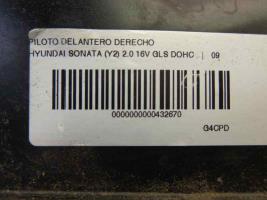 PILOTO DELANTERO DERECHO
HYUNDAI SONATA (Y2) 2.0 16V GLS DOHC . | 09
0000000000432670
G4CPD